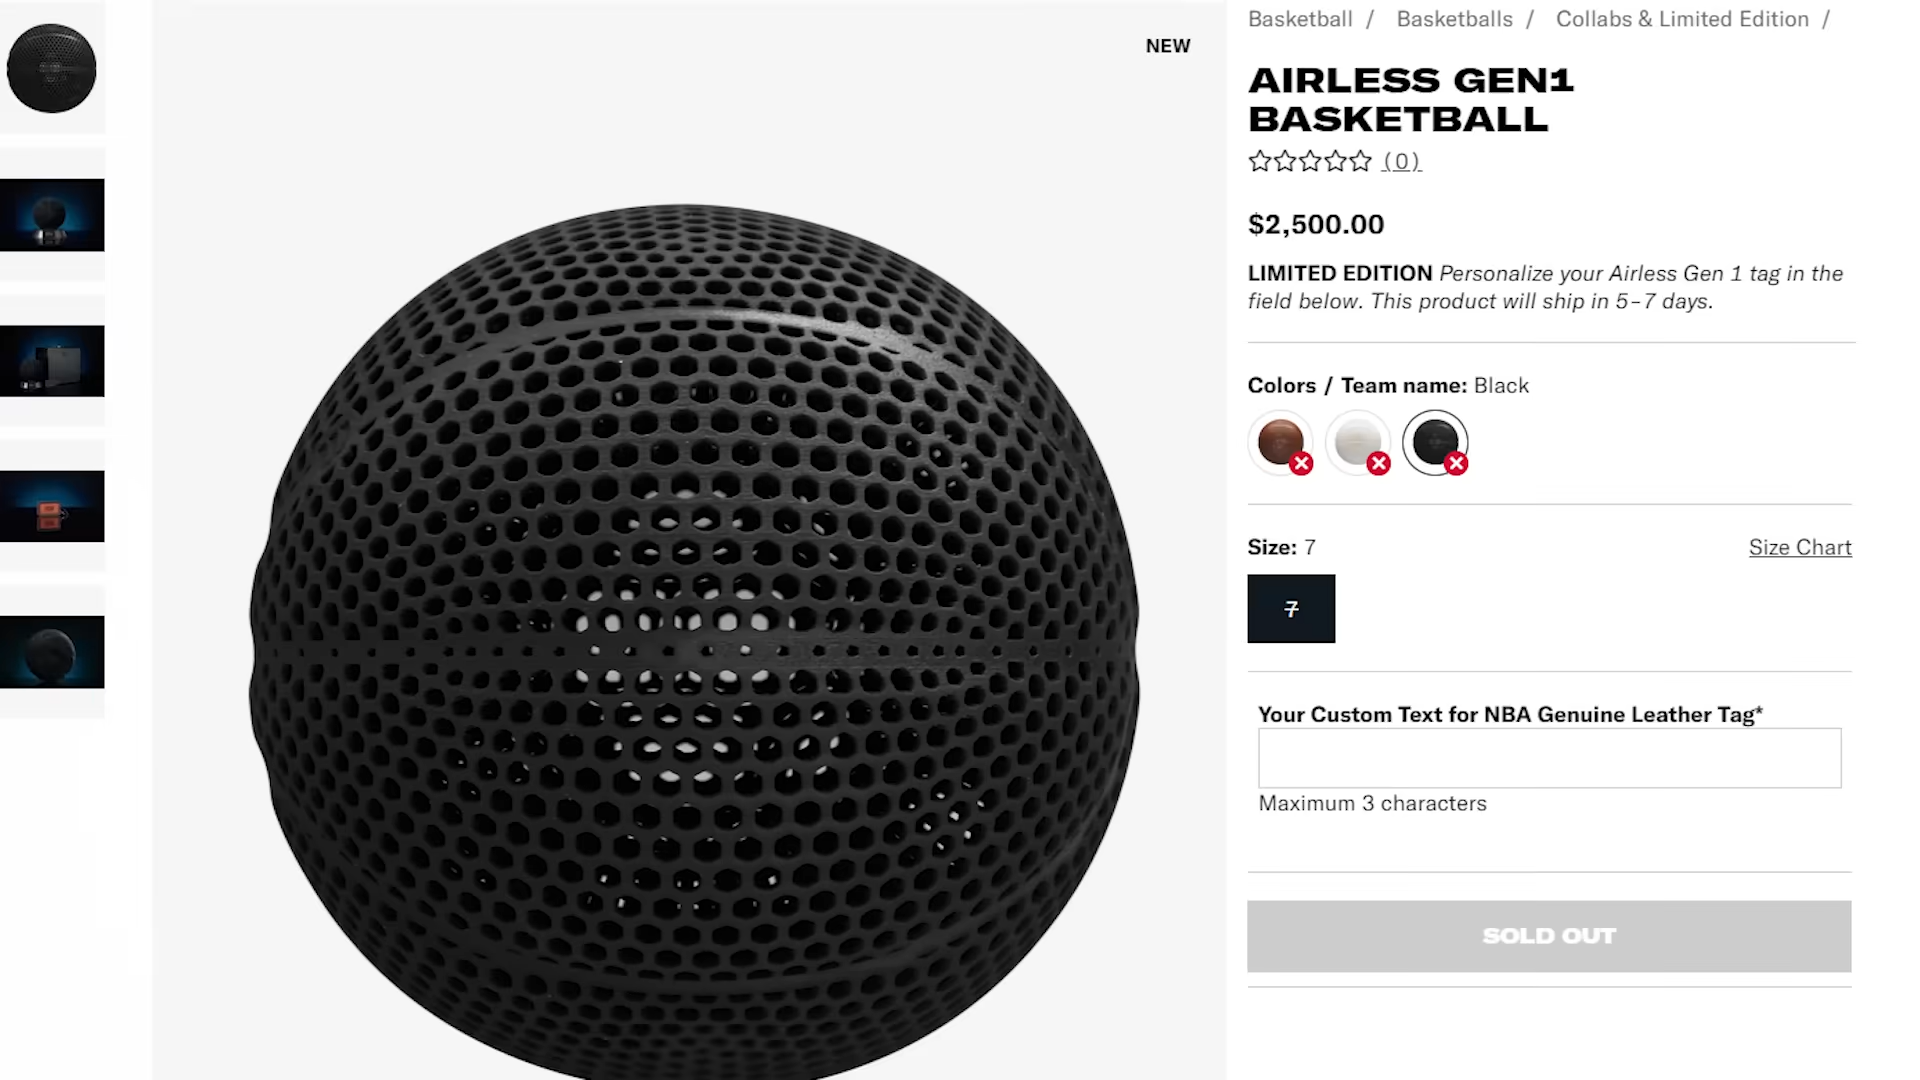 NEW
Basketball / Basketballs / Collabs & Limited Edition /
AIRLESS GEN1
BASKETBALL
(0)
$2,500.00
LIMITED EDITION Personalize your Airless Gen 1 tag in the
field below. This product will ship in 5-7 days.
Colors / Team name: Black
Size: 7
Size Chart
7
Your Custom Text for NBA Genuine Leather Tag*
Maximum 3 characters
SOLD OUT